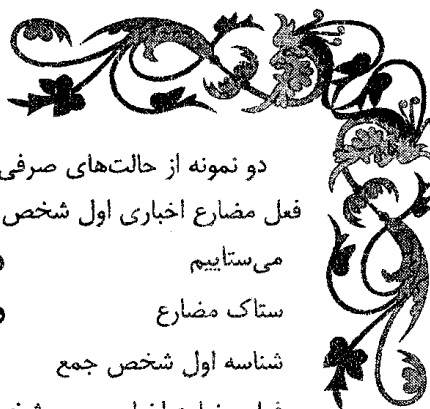 دو نمونه از حالت‌های صرفی
فعل مضارع اخباری اول شخص
می‌ستاییم
ستاک مضارع
شناسه اول شخص جمع